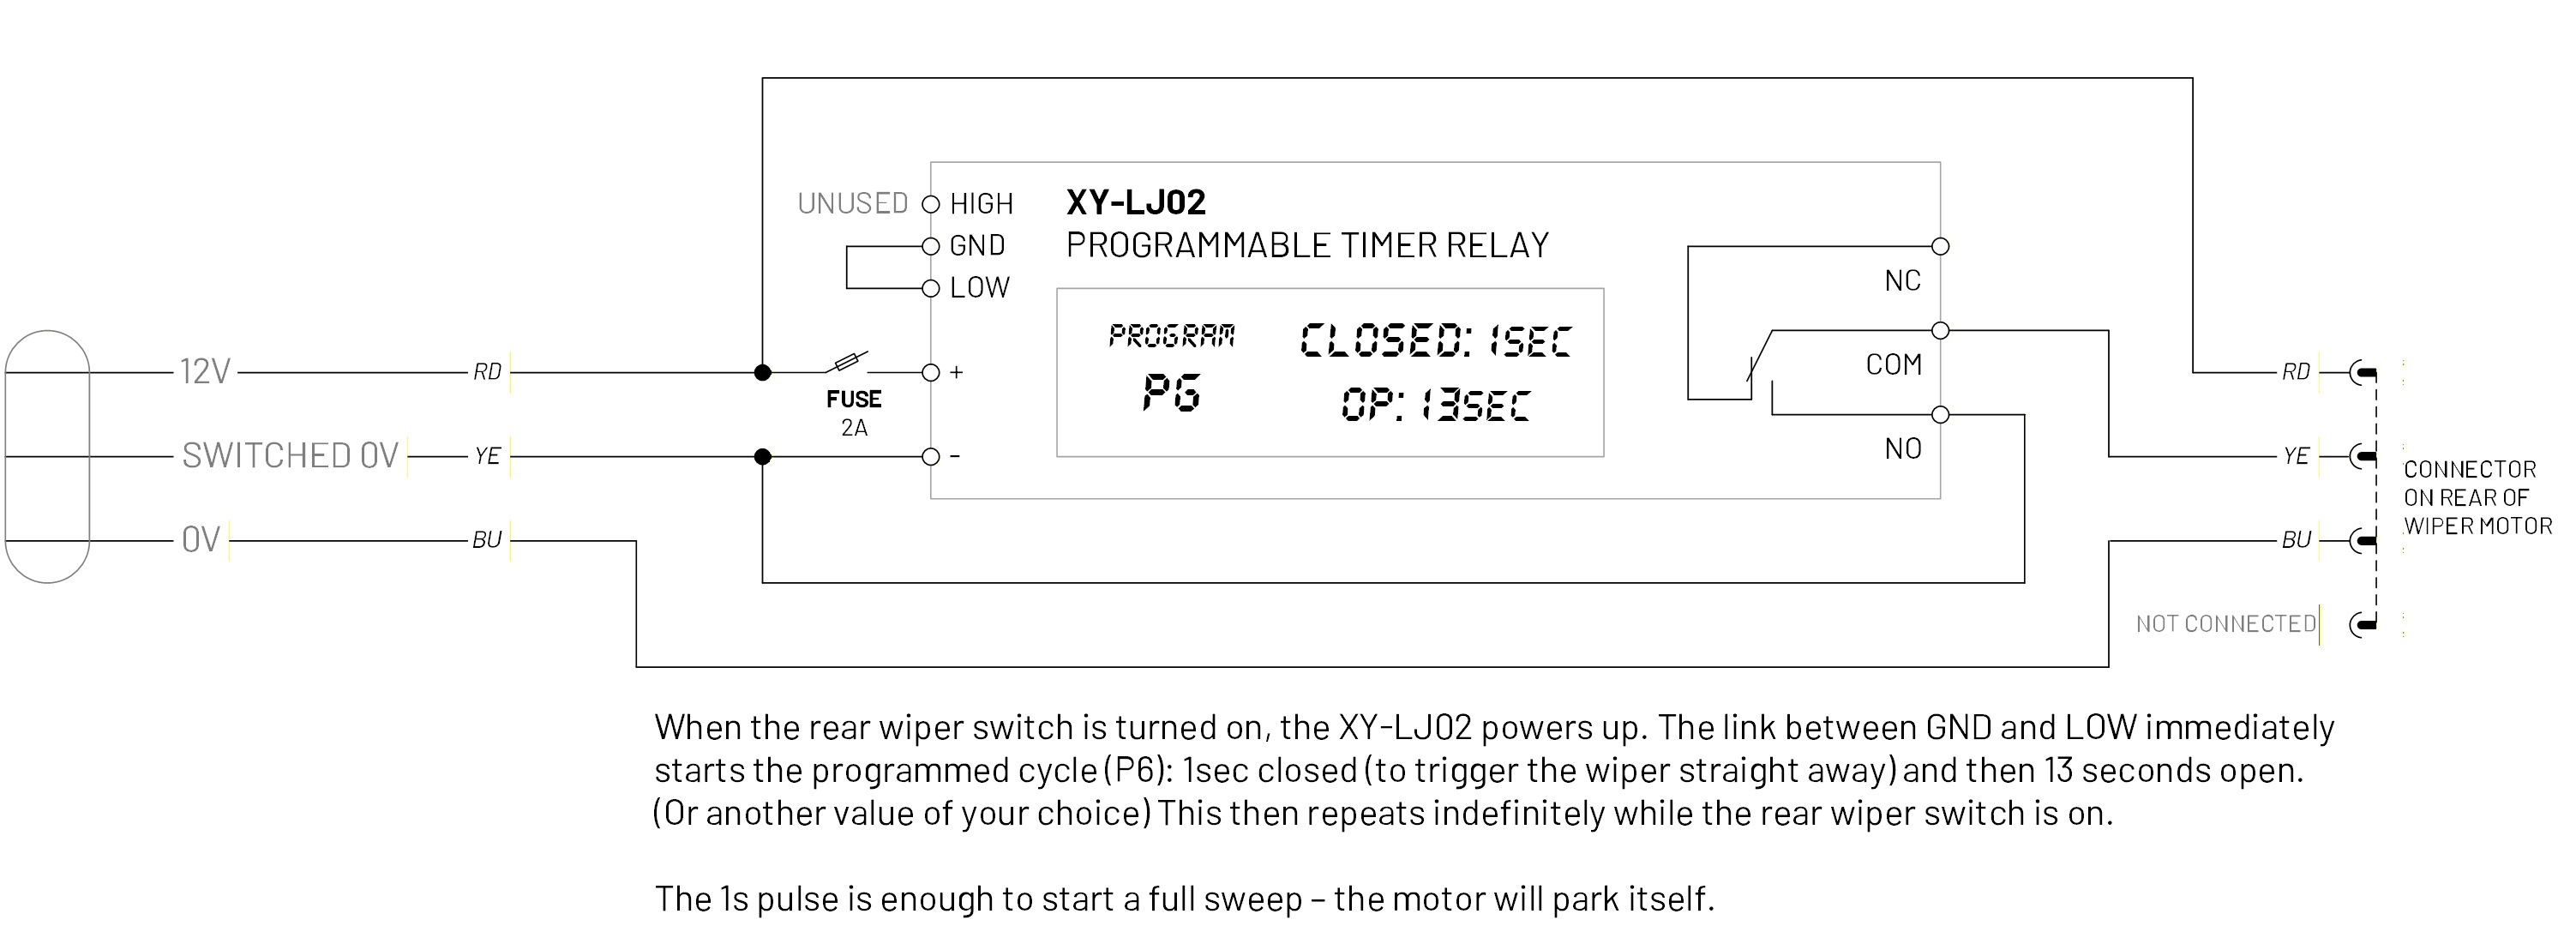 UNUSED
HIGH
GND
LOW
XY-LJ02
PROGRAMMABLE TIMER RELAY
PROGRAM
P6
CLOSED: 1SEC
OP: 13SEC
NC
COM
NO
12V
RD
FUSE
2A
+
SWITCHED 0V
YE
-
0V
BU
RD
YE
BU
NOT CONNECTED
CONNECTOR
ON REAR OF
WIPER MOTOR
When the rear wiper switch is turned on, the XY-LJ02 powers up. The link between GND and LOW immediately
starts the programmed cycle (P6): 1sec closed (to trigger the wiper straight away) and then 13 seconds open.
(Or another value of your choice) This then repeats indefinitely while the rear wiper switch is on.
The 1s pulse is enough to start a full sweep – the motor will park itself.